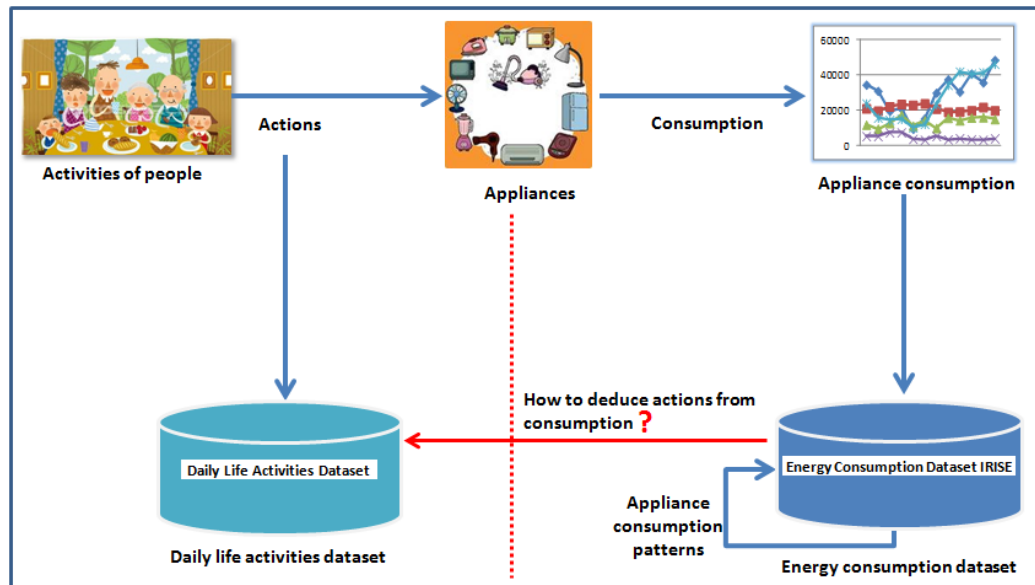 Actions
Activities of people
Appliances
Consumption
60000
40000
20000
0
Appliance consumption
How to deduce actions from
consumption ?
Daily Life Activities Dataset
Daily life activities dataset
Energy Consumption Dataset IRISE
Appliance
consumption
patterns
Energy consumption dataset